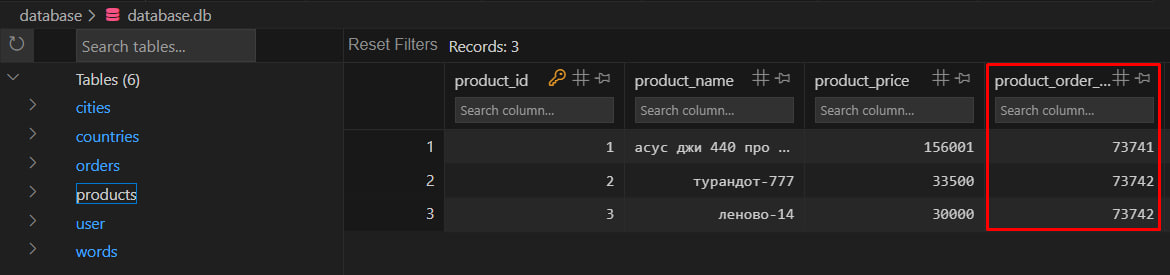 database > database.db
Search tables...
Reset Filters Records: 3
Tables (6)
cities
countries
orders
products
user
words
product_id product_name product_price product_order_...
Search column... Search column... Search column... Search column...
1 1 асус джи 440 про ... 156001 73741
2 2 турандот-777 33500 73742
3 3 леново-14 30000 73742